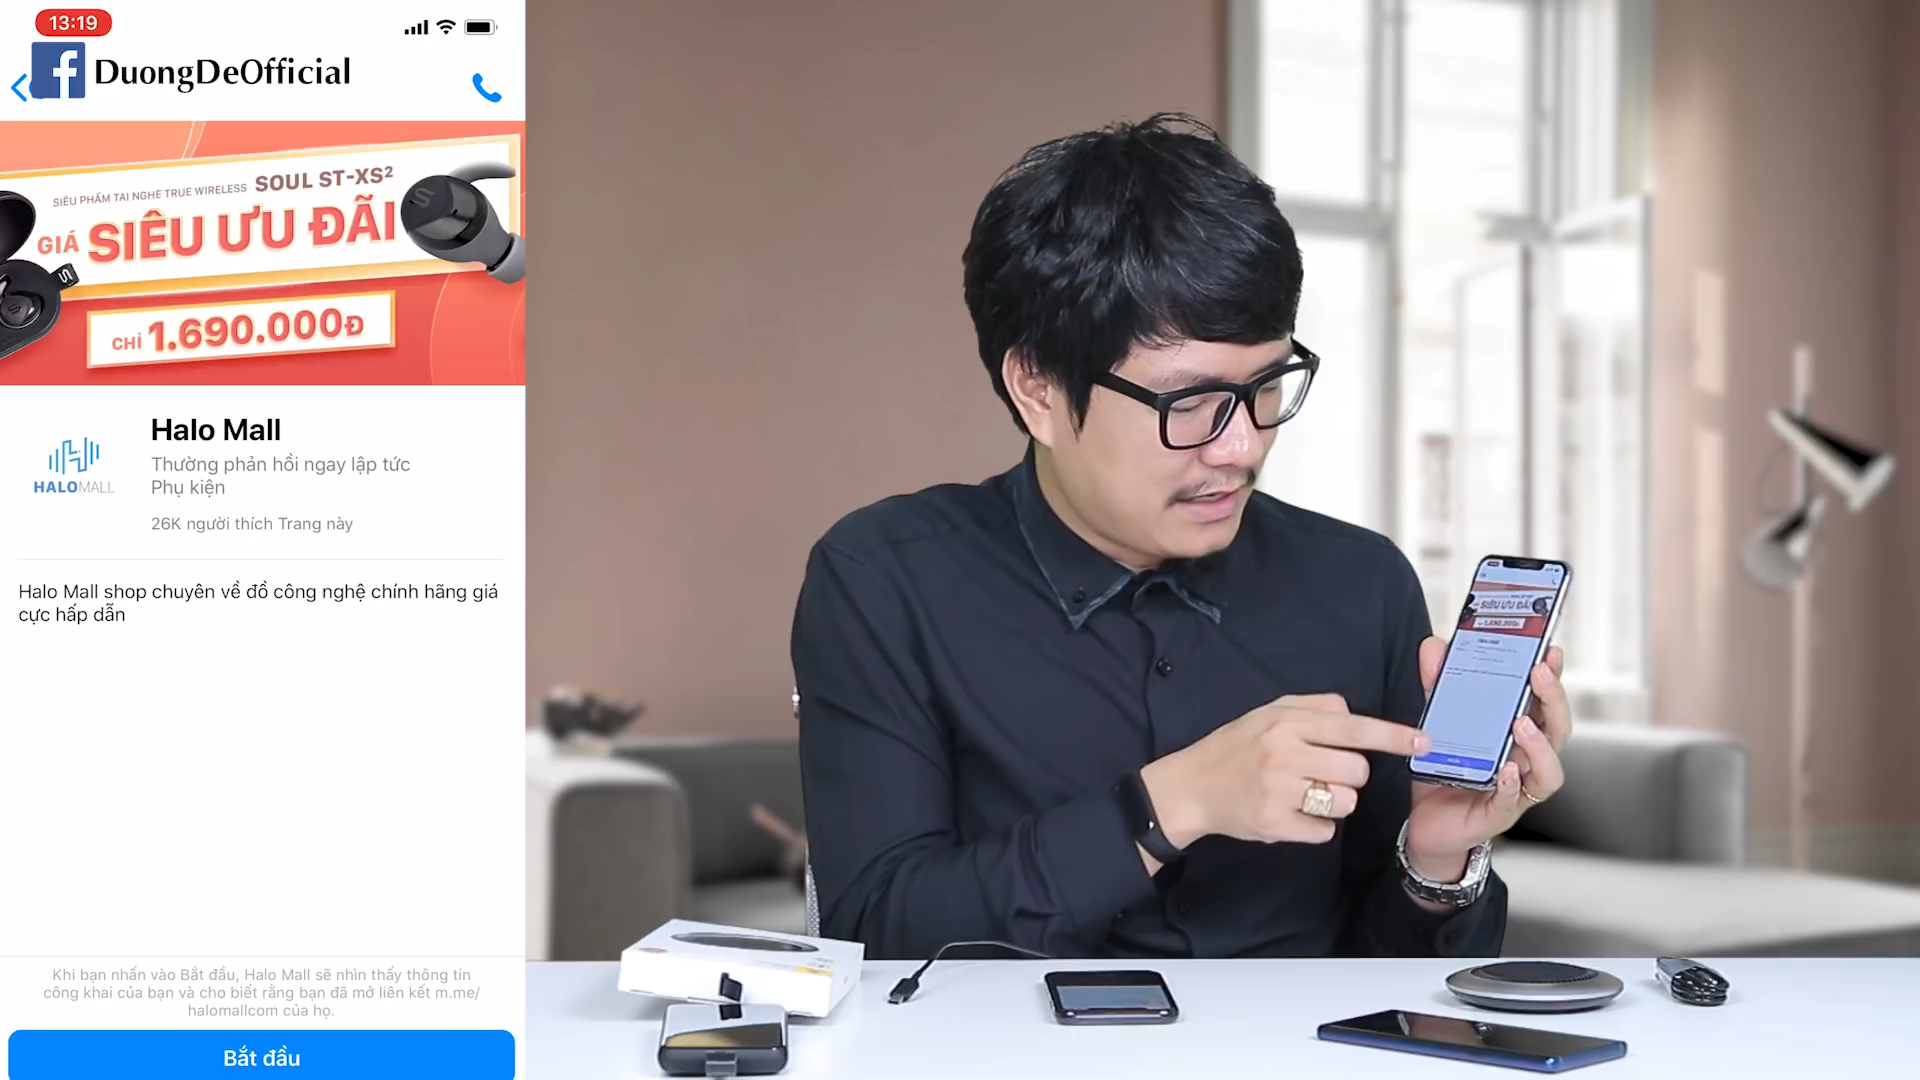 13:19
DuongDeOfficial
SIÊU PHẨM TAI NGHE TRUE WIRELESS SOUL ST-XS²
GIÁ SIÊU ƯU ĐÃI
CHỈ 1.690.000Đ
HALOMALL
Halo Mall
Thường phản hồi ngay lập tức
Phụ kiện
26K người thích Trang này
Halo Mall shop chuyên về đồ công nghệ chính hãng giá
cực hấp dẫn
Khi bạn nhấn vào Bắt đầu, Halo Mall sẽ nhìn thấy thông tin
công khai của bạn và cho biết rằng bạn đã mở liên kết m.me/
halomallcom của họ.
Bắt đầu
SIÊU ƯU ĐÃI